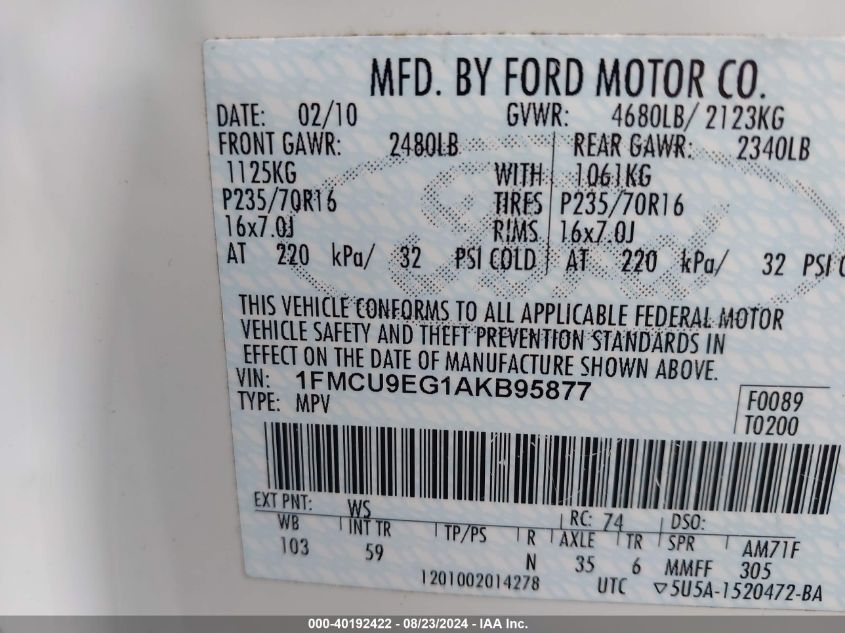 MFD. BY FORD MOTOR CO.
DATE: 02/10 GVWR: 4680LB/ 2123KG
FRONT GAWR: 2480LB REAR GAWR: 2340LB
1125KG WITH 1061KG
P235/70R16 TIRES P235/70R16
16x7.0J RIMS 16x7.0J
AT 220 kPa/ 32 PSI COLD AT 220 kPa/ 32 PSI C
THIS VEHICLE CONFORMS TO ALL APPLICABLE FEDERAL MOTOR
VEHICLE SAFETY AND THEFT PREVENTION STANDARDS IN
EFFECT ON THE DATE OF MANUFACTURE SHOWN ABOVE.
VIN: 1FMCU9EG1AKB95877
TYPE: MPV
F0089
T0200
EXT PNT: WS RC: 74 DSO:
WB INT TR TP/PS R AXLE TR SPR AM71F
103 59 N 35 6 MMFF 305
1201002014278 UTC ▽5U5A-1520472-BA
000-40192422 - 08/23/2024 - IAA Inc.